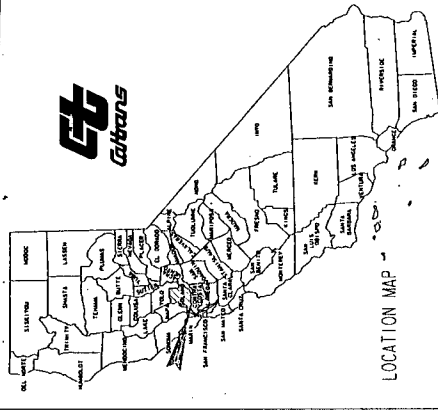 Caltrans
DEL NORTE
SISKIYOU
MODOC
HUMBOLDT
TRINITY
SHASTA
LASSEN
TEHAMA
PLUMAS
MENDOCINO
GLENN
BUTTE
SIERRA
NEVADA
COLUSA
PLACER
LAKE
YOLO
EL DORADO
SONOMA
NAPA
ALPINE
MARIN
SAN FRANCISCO
SAN MATEO
SANTA CRUZ
SANTA CLARA
TUOLUMNE
MONO
MARIPOSA
MERCED
MADERA
SAN BENITO
FRESNO
MONTEREY
KINGS
TULARE
INYO
SAN LUIS OBISPO
KERN
SAN BERNARDINO
SANTA BARBARA
VENTURA
LOS ANGELES
ORANGE
RIVERSIDE
SAN DIEGO
IMPERIAL
LOCATION MAP